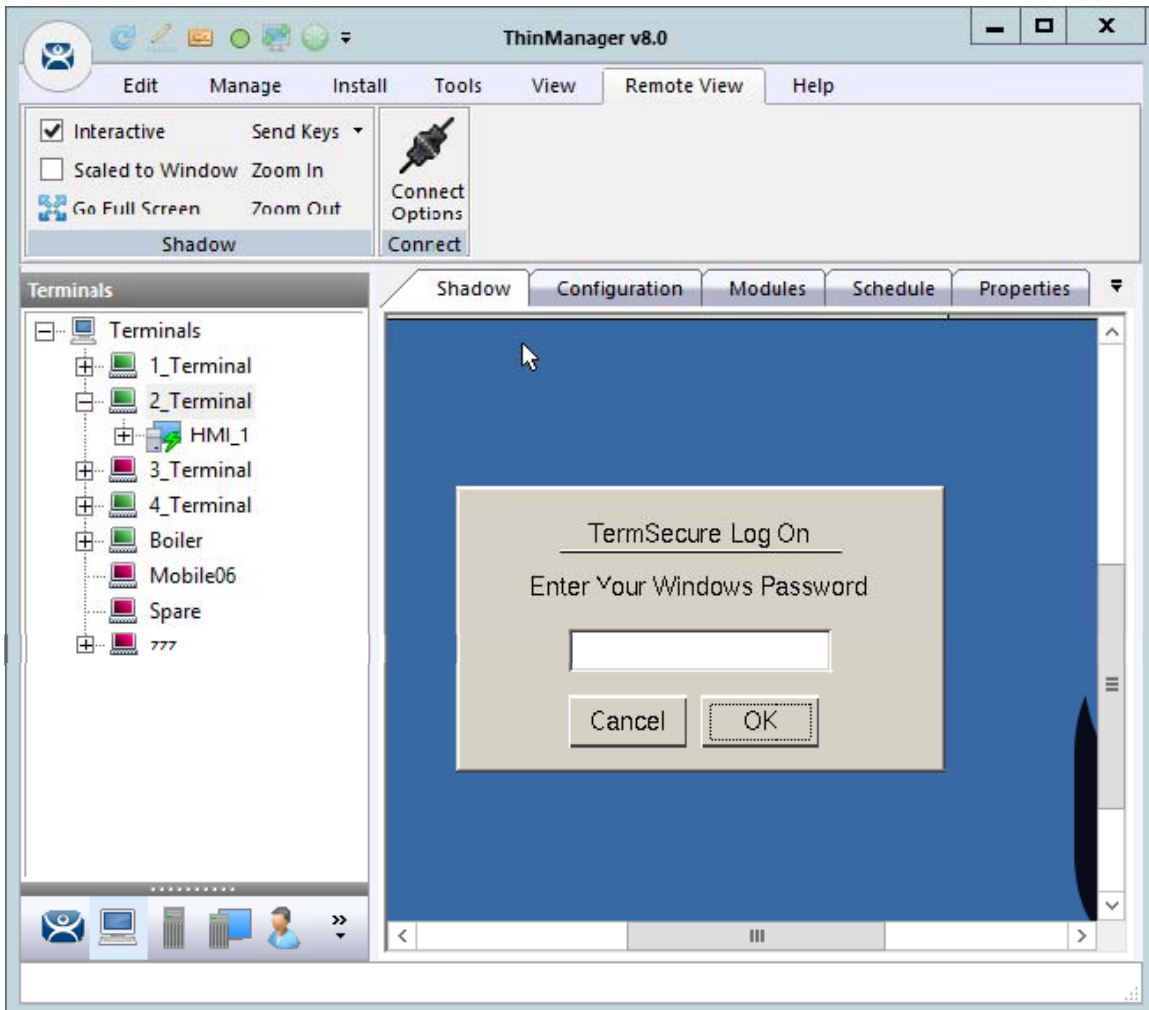 ThinManager v8.0
Edit Manage Install Tools View Remote View Help
Interactive Send Keys
Scaled to Window Zoom In
Go Full Screen Zoom Out
Connect
Options
Shadow Connect
Terminals
Shadow Configuration Modules Schedule Properties
Terminals
1_Terminal
2_Terminal
HMI_1
3_Terminal
4_Terminal
Boiler
Mobile06
Spare
777
TermSecure Log On
Enter Your Windows Password
Cancel OK